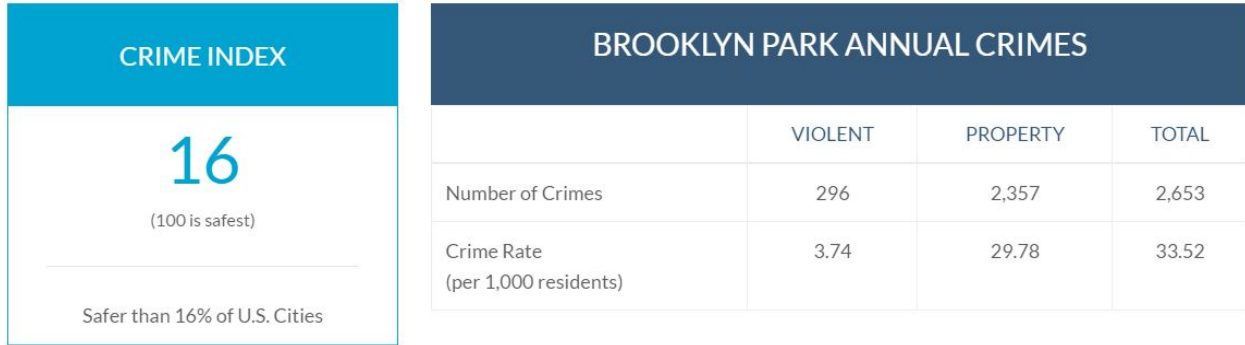 CRIME INDEX
16
(100 is safest)
Safer than 16% of U.S. Cities
BROOKLYN PARK ANNUAL CRIMES
VIOLENT PROPERTY TOTAL
Number of Crimes 296 2,357 2,653
Crime Rate 3.74 29.78 33.52
(per 1,000 residents)